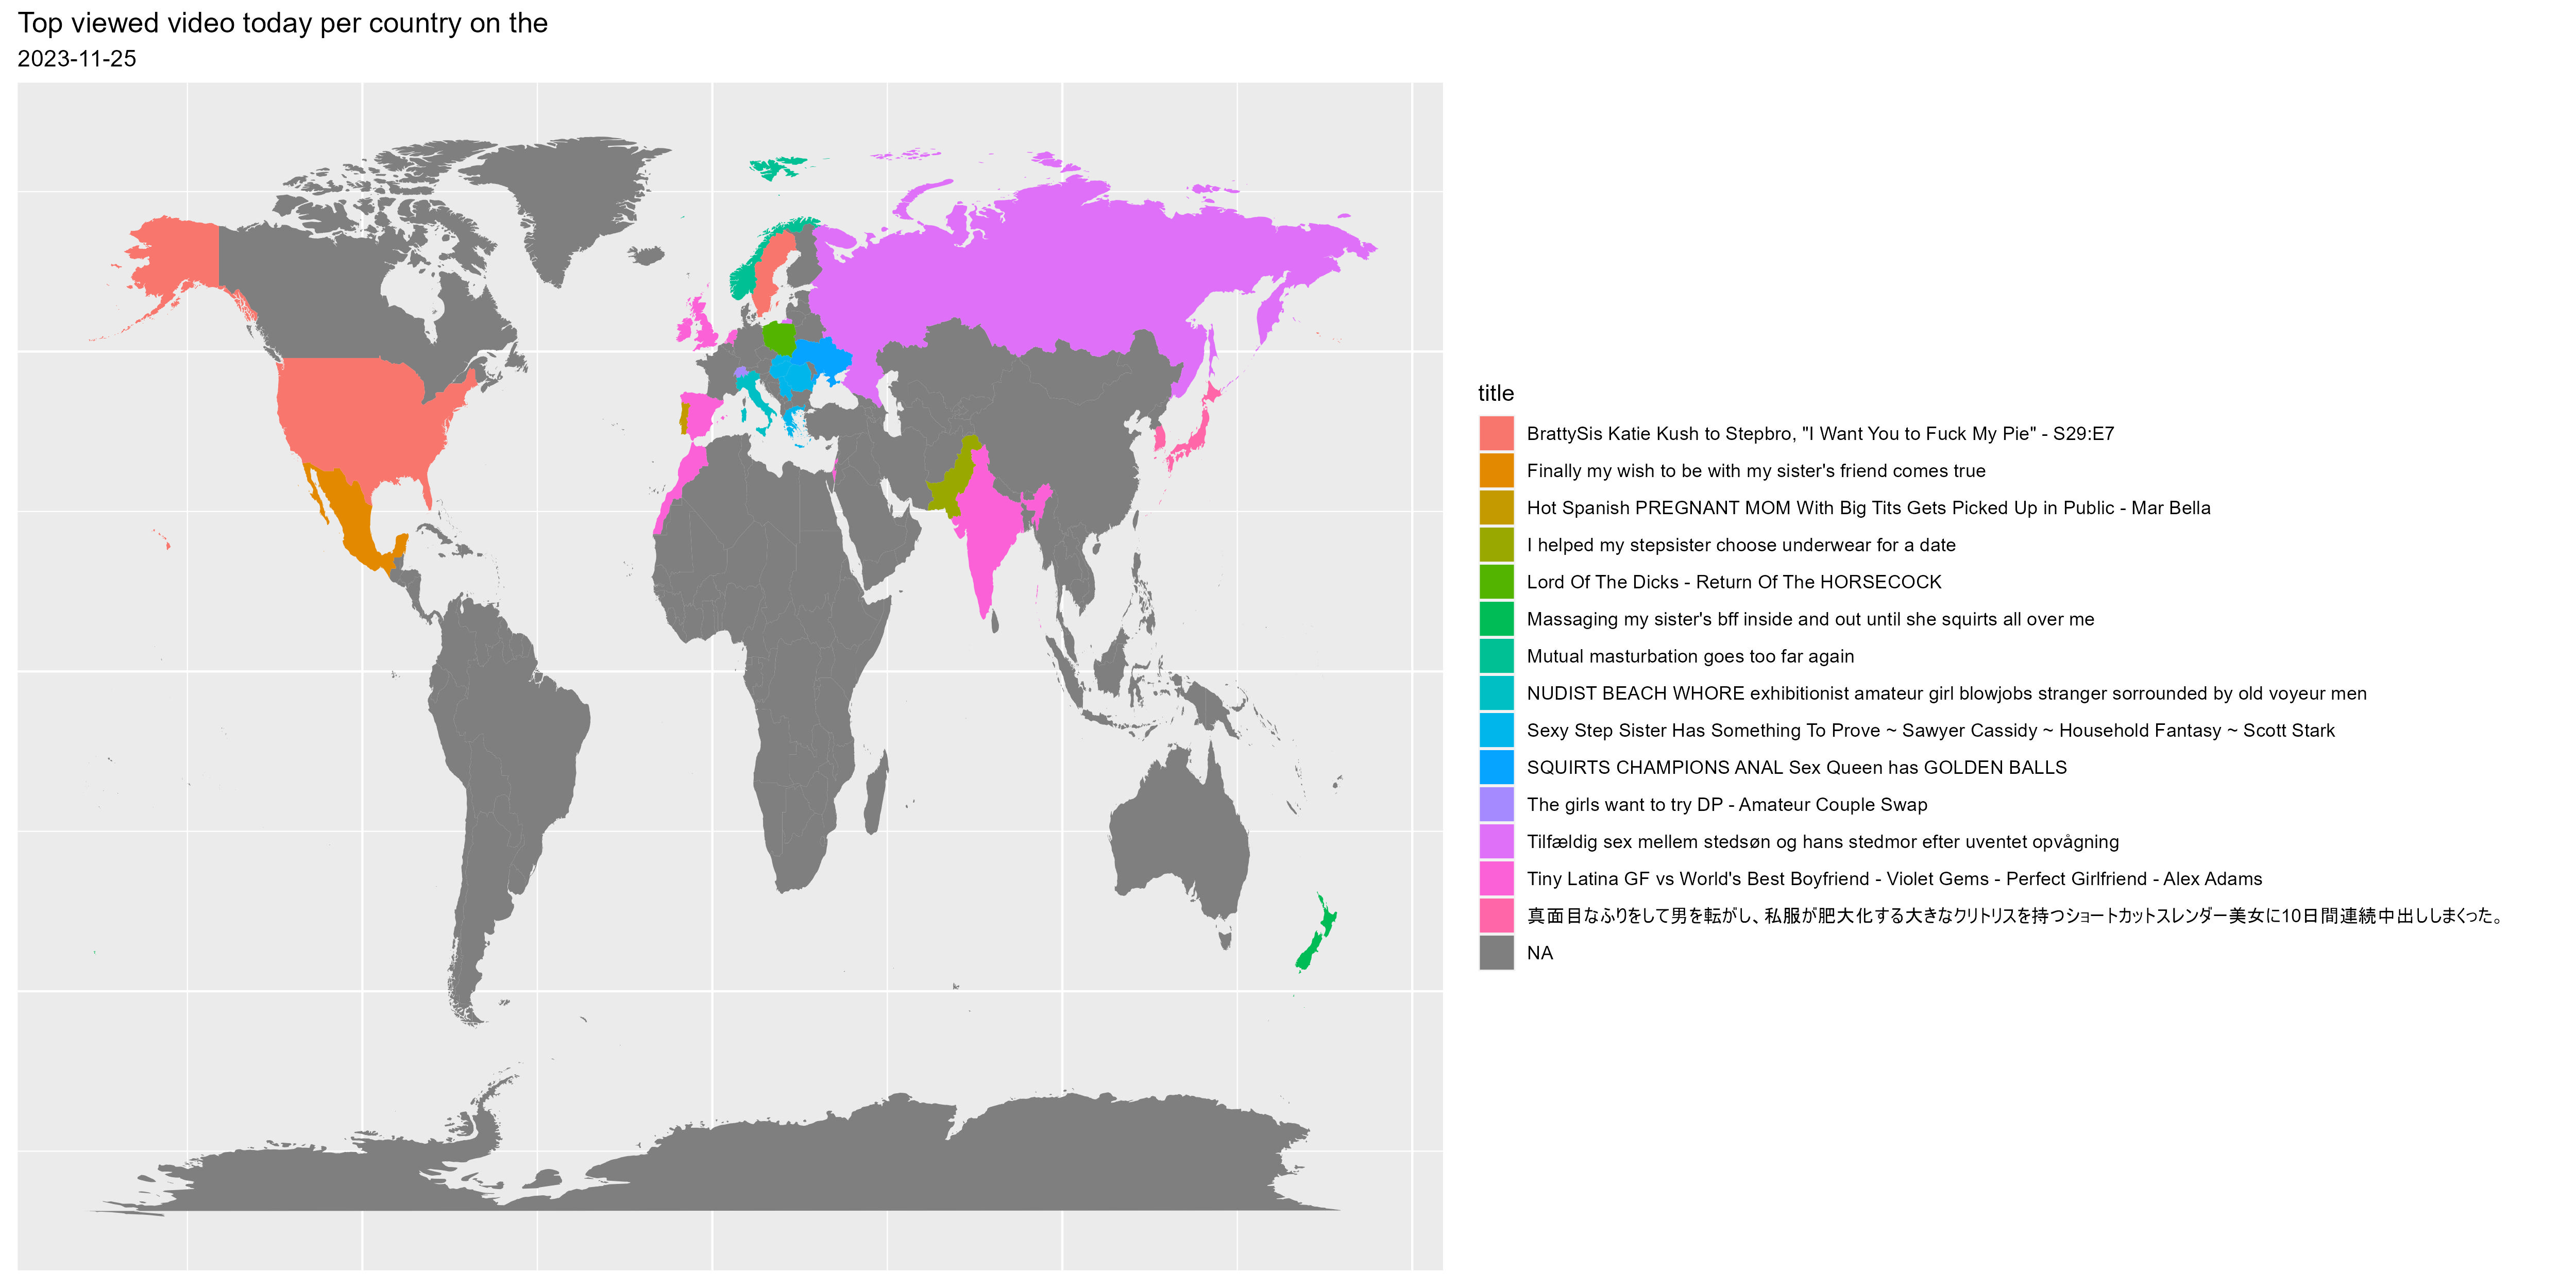 Top viewed video today per country on the
2023-11-25
title
BrattySis Katie Kush to Stepbro, "I Want You to Fuck My Pie" - S29:E7
Finally my wish to be with my sister's friend comes true
Hot Spanish PREGNANT MOM With Big Tits Gets Picked Up in Public - Mar Bella
I helped my stepsister choose underwear for a date
Lord Of The Dicks - Return Of The HORSECOCK
Massaging my sister's bff inside and out until she squirts all over me
Mutual masturbation goes too far again
NUDIST BEACH WHORE exhibitionist amateur girl blowjobs stranger sorrounded by old voyeur men
Sexy Step Sister Has Something To Prove ~ Sawyer Cassidy ~ Household Fantasy ~ Scott Stark
SQUIRTS CHAMPIONS ANAL Sex Queen has GOLDEN BALLS
The girls want to try DP - Amateur Couple Swap
Tilfældig sex mellem stedsøn og hans stedmor efter uventet opvågning
Tiny Latina GF vs World's Best Boyfriend - Violet Gems - Perfect Girlfriend - Alex Adams
真面目なふりをして男を転がし、私服が肥大化する大きなクリトリスを持つショートカットスレンダー美女に10日間連続中出ししまくった。
NA